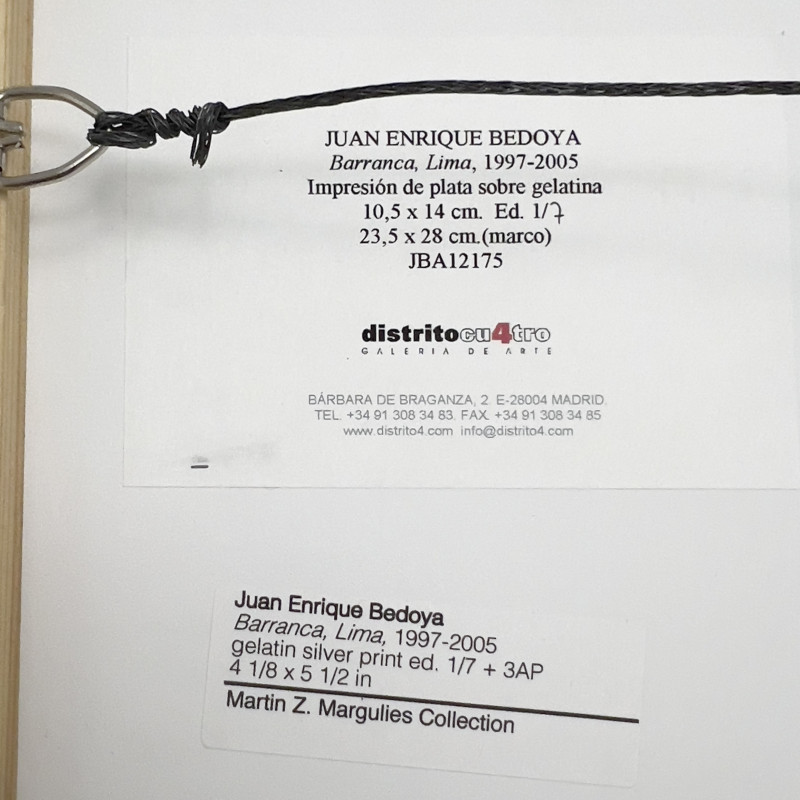 JUAN ENRIQUE BEDOYA
Barranca, Lima, 1997-2005
Impresión de plata sobre gelatina
10,5 x 14 cm. Ed. 1/7
23,5 x 28 cm.(marco)
JBA12175
distritocu4tro
GALERIA DE ARTE
BÁRBARA DE BRAGANZA, 2. E-28004 MADRID.
TEL. +34 91 308 34 83. FAX. +34 91 308 34 85
www.distrito4.com info@distrito4.com
Juan Enrique Bedoya
Barranca, Lima, 1997-2005
gelatin silver print ed. 1/7 + 3AP
4 1/8 x 5 1/2 in
Martin Z. Margulies Collection